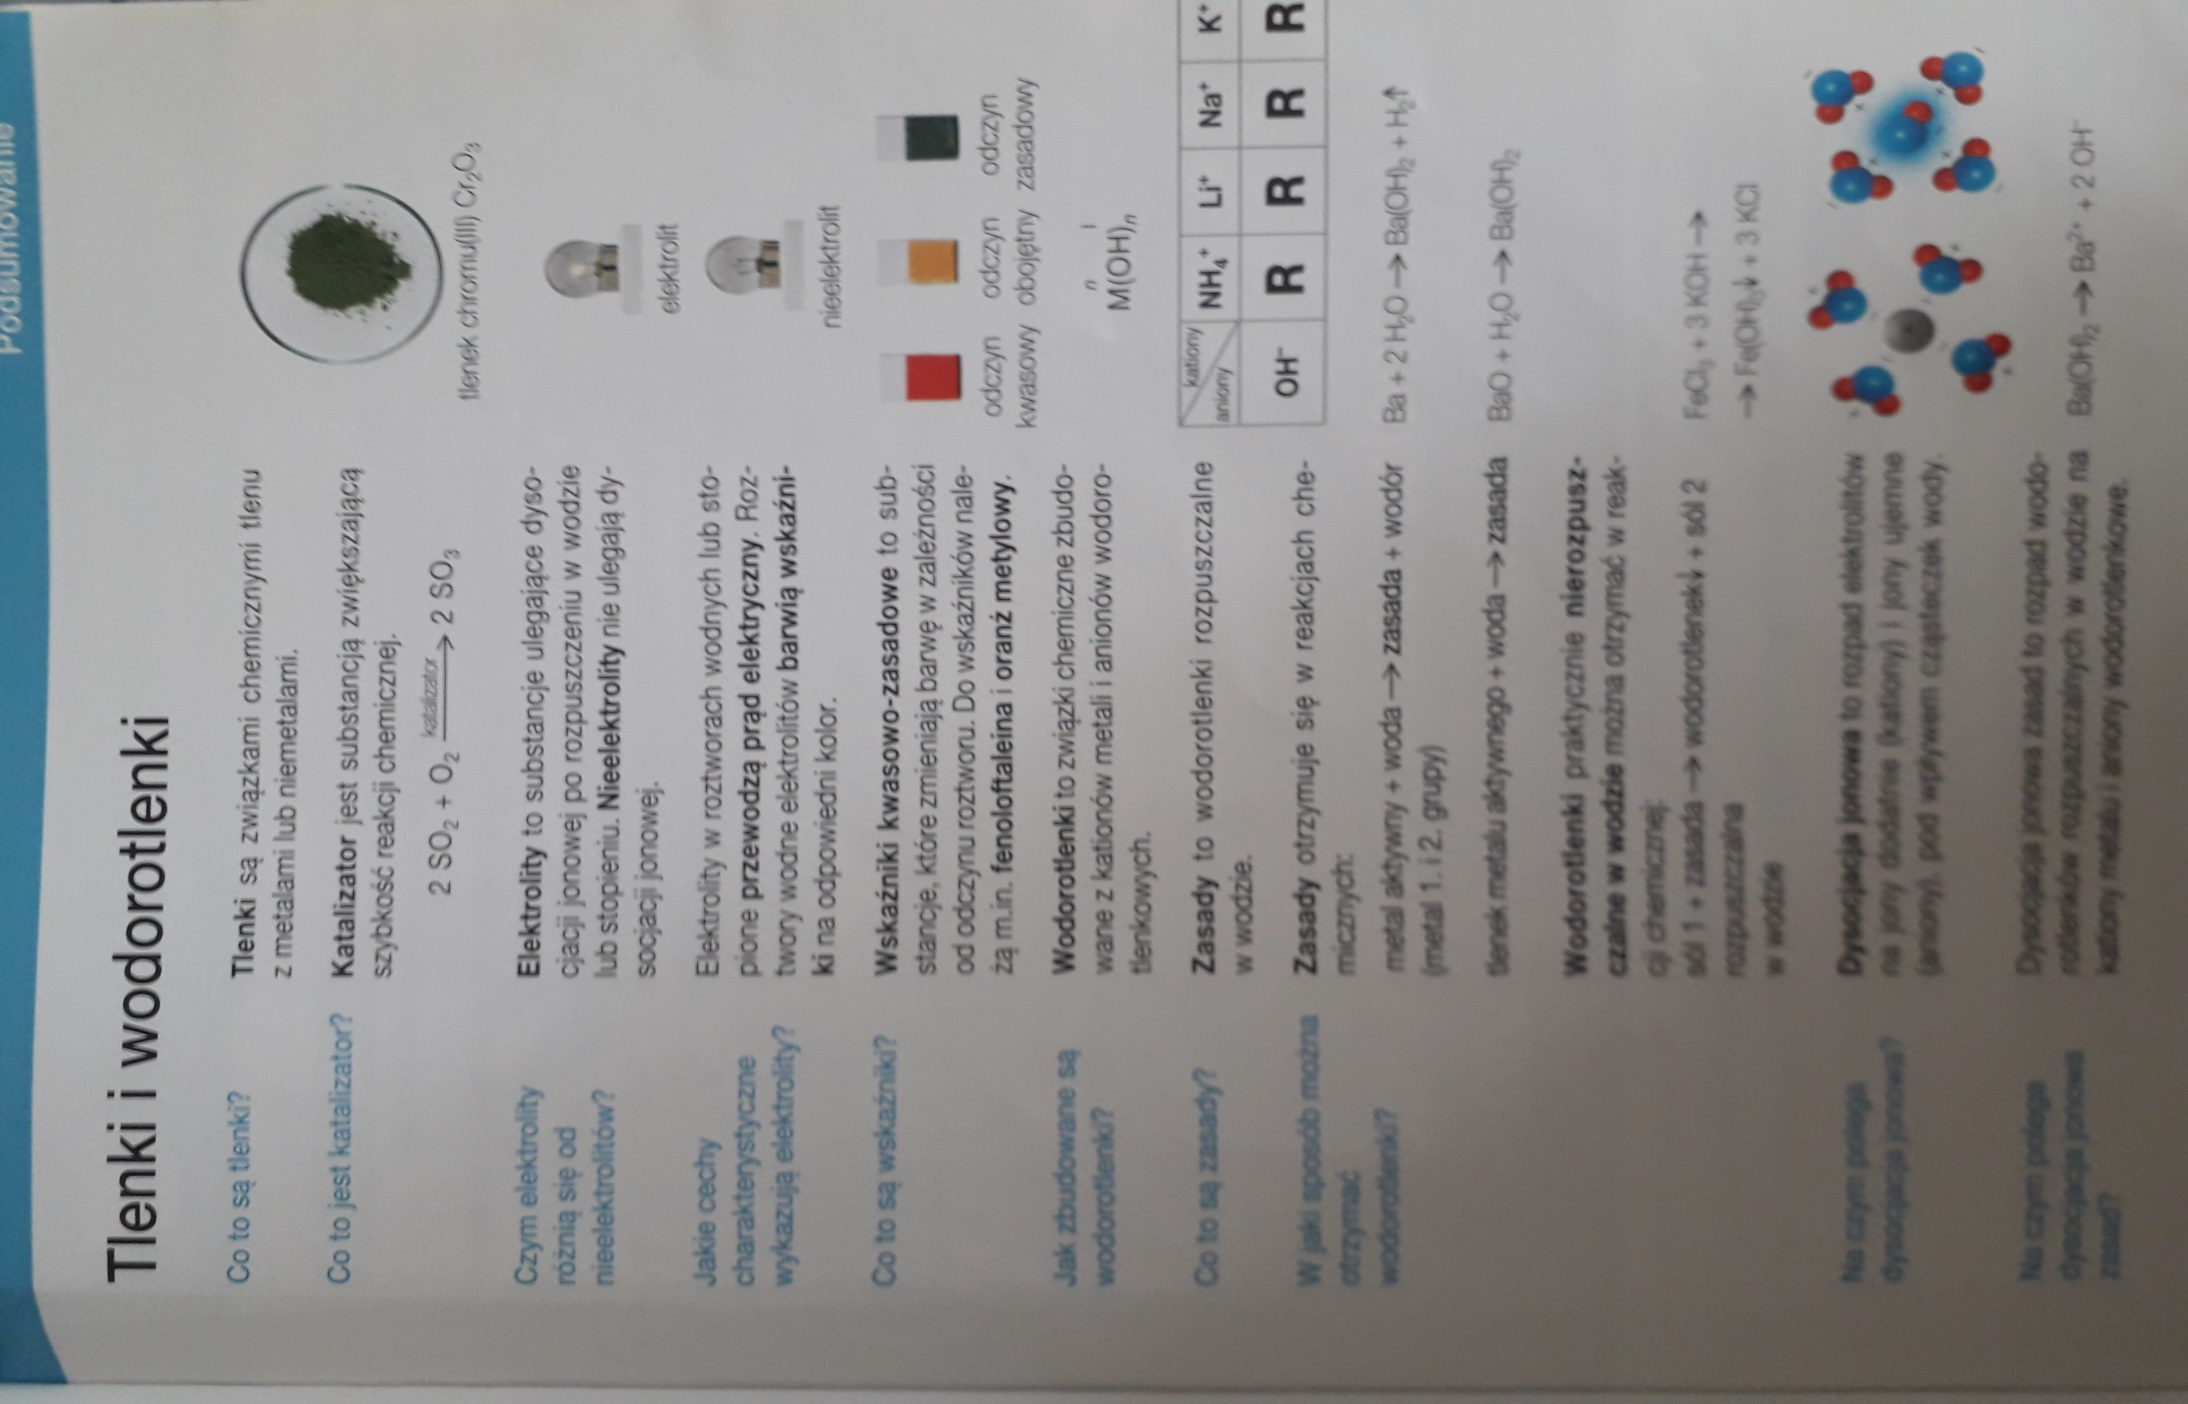 Podsumowanie
Tlenki i wodorotlenki
Co to są tlenki?
Tlenki są związkami chemicznymi tlenu
z metalami lub niemetalami.
tlenek chromu(III) Cr₂O₃
Co to jest katalizator?
Katalizator jest substancją zwiększającą
szybkość reakcji chemicznej.
2 SO₂ + O₂ —katalizator→ 2 SO₃
Czym elektrolity
różnią się od
nieelektrolitów?
Elektrolity to substancje ulegające dyso-
cjacji jonowej po rozpuszczeniu w wodzie
lub stopieniu. Nieelektrolity nie ulegają dy-
socjacji jonowej.
elektrolit
Jakie cechy
charakterystyczne
wykazują elektrolity?
Elektrolity w roztworach wodnych lub sto-
pione przewodzą prąd elektryczny. Roz-
twory wodne elektrolitów barwią wskaźni-
ki na odpowiedni kolor.
nieelektrolit
Co to są wskaźniki?
Wskaźniki kwasowo-zasadowe to sub-
stancje, które zmieniają barwę w zależności
od odczynu roztworu. Do wskaźników nale-
żą m.in. fenoloftaleina i oranż metylowy.
odczyn odczyn odczyn
kwasowy obojętny zasadowy
Jak zbudowane są
wodorotlenki?
Wodorotlenki to związki chemiczne zbudo-
wane z kationów metali i anionów wodoro-
tlenkowych.
n I
M(OH)ₙ
Co to są zasady?
Zasady to wodorotlenki rozpuszczalne
w wodzie.
kationy
aniony
NH₄⁺ Li⁺ Na⁺ K⁺
OH⁻ R R R R
W jaki sposób można
otrzymać
wodorotlenki?
Zasady otrzymuje się w reakcjach che-
micznych:
metal aktywny + woda → zasada + wodór
(metal 1. i 2. grupy)
Ba + 2 H₂O → Ba(OH)₂ + H₂↑
tlenek metalu aktywnego + woda → zasada
BaO + H₂O → Ba(OH)₂
Wodorotlenki praktycznie nierozpusz-
czalne w wodzie można otrzymać w reak-
cji chemicznej:
sól 1 + zasada → wodorotlenek↓ + sól 2
rozpuszczalna
w wodzie
FeCl₃ + 3 KOH →
→ Fe(OH)₃↓ + 3 KCl
Na czym polega
dysocjacja jonowa?
Dysocjacja jonowa to rozpad elektrolitów
na jony dodatnie (kationy) i jony ujemne
(aniony), pod wpływem cząsteczek wody.
Na czym polega
dysocjacja jonowa
zasad?
Dysocjacja jonowa zasad to rozpad wodo-
rotlenków rozpuszczalnych w wodzie na
kationy metalu i aniony wodorotlenkowe.
Ba(OH)₂ → Ba²⁺ + 2 OH⁻